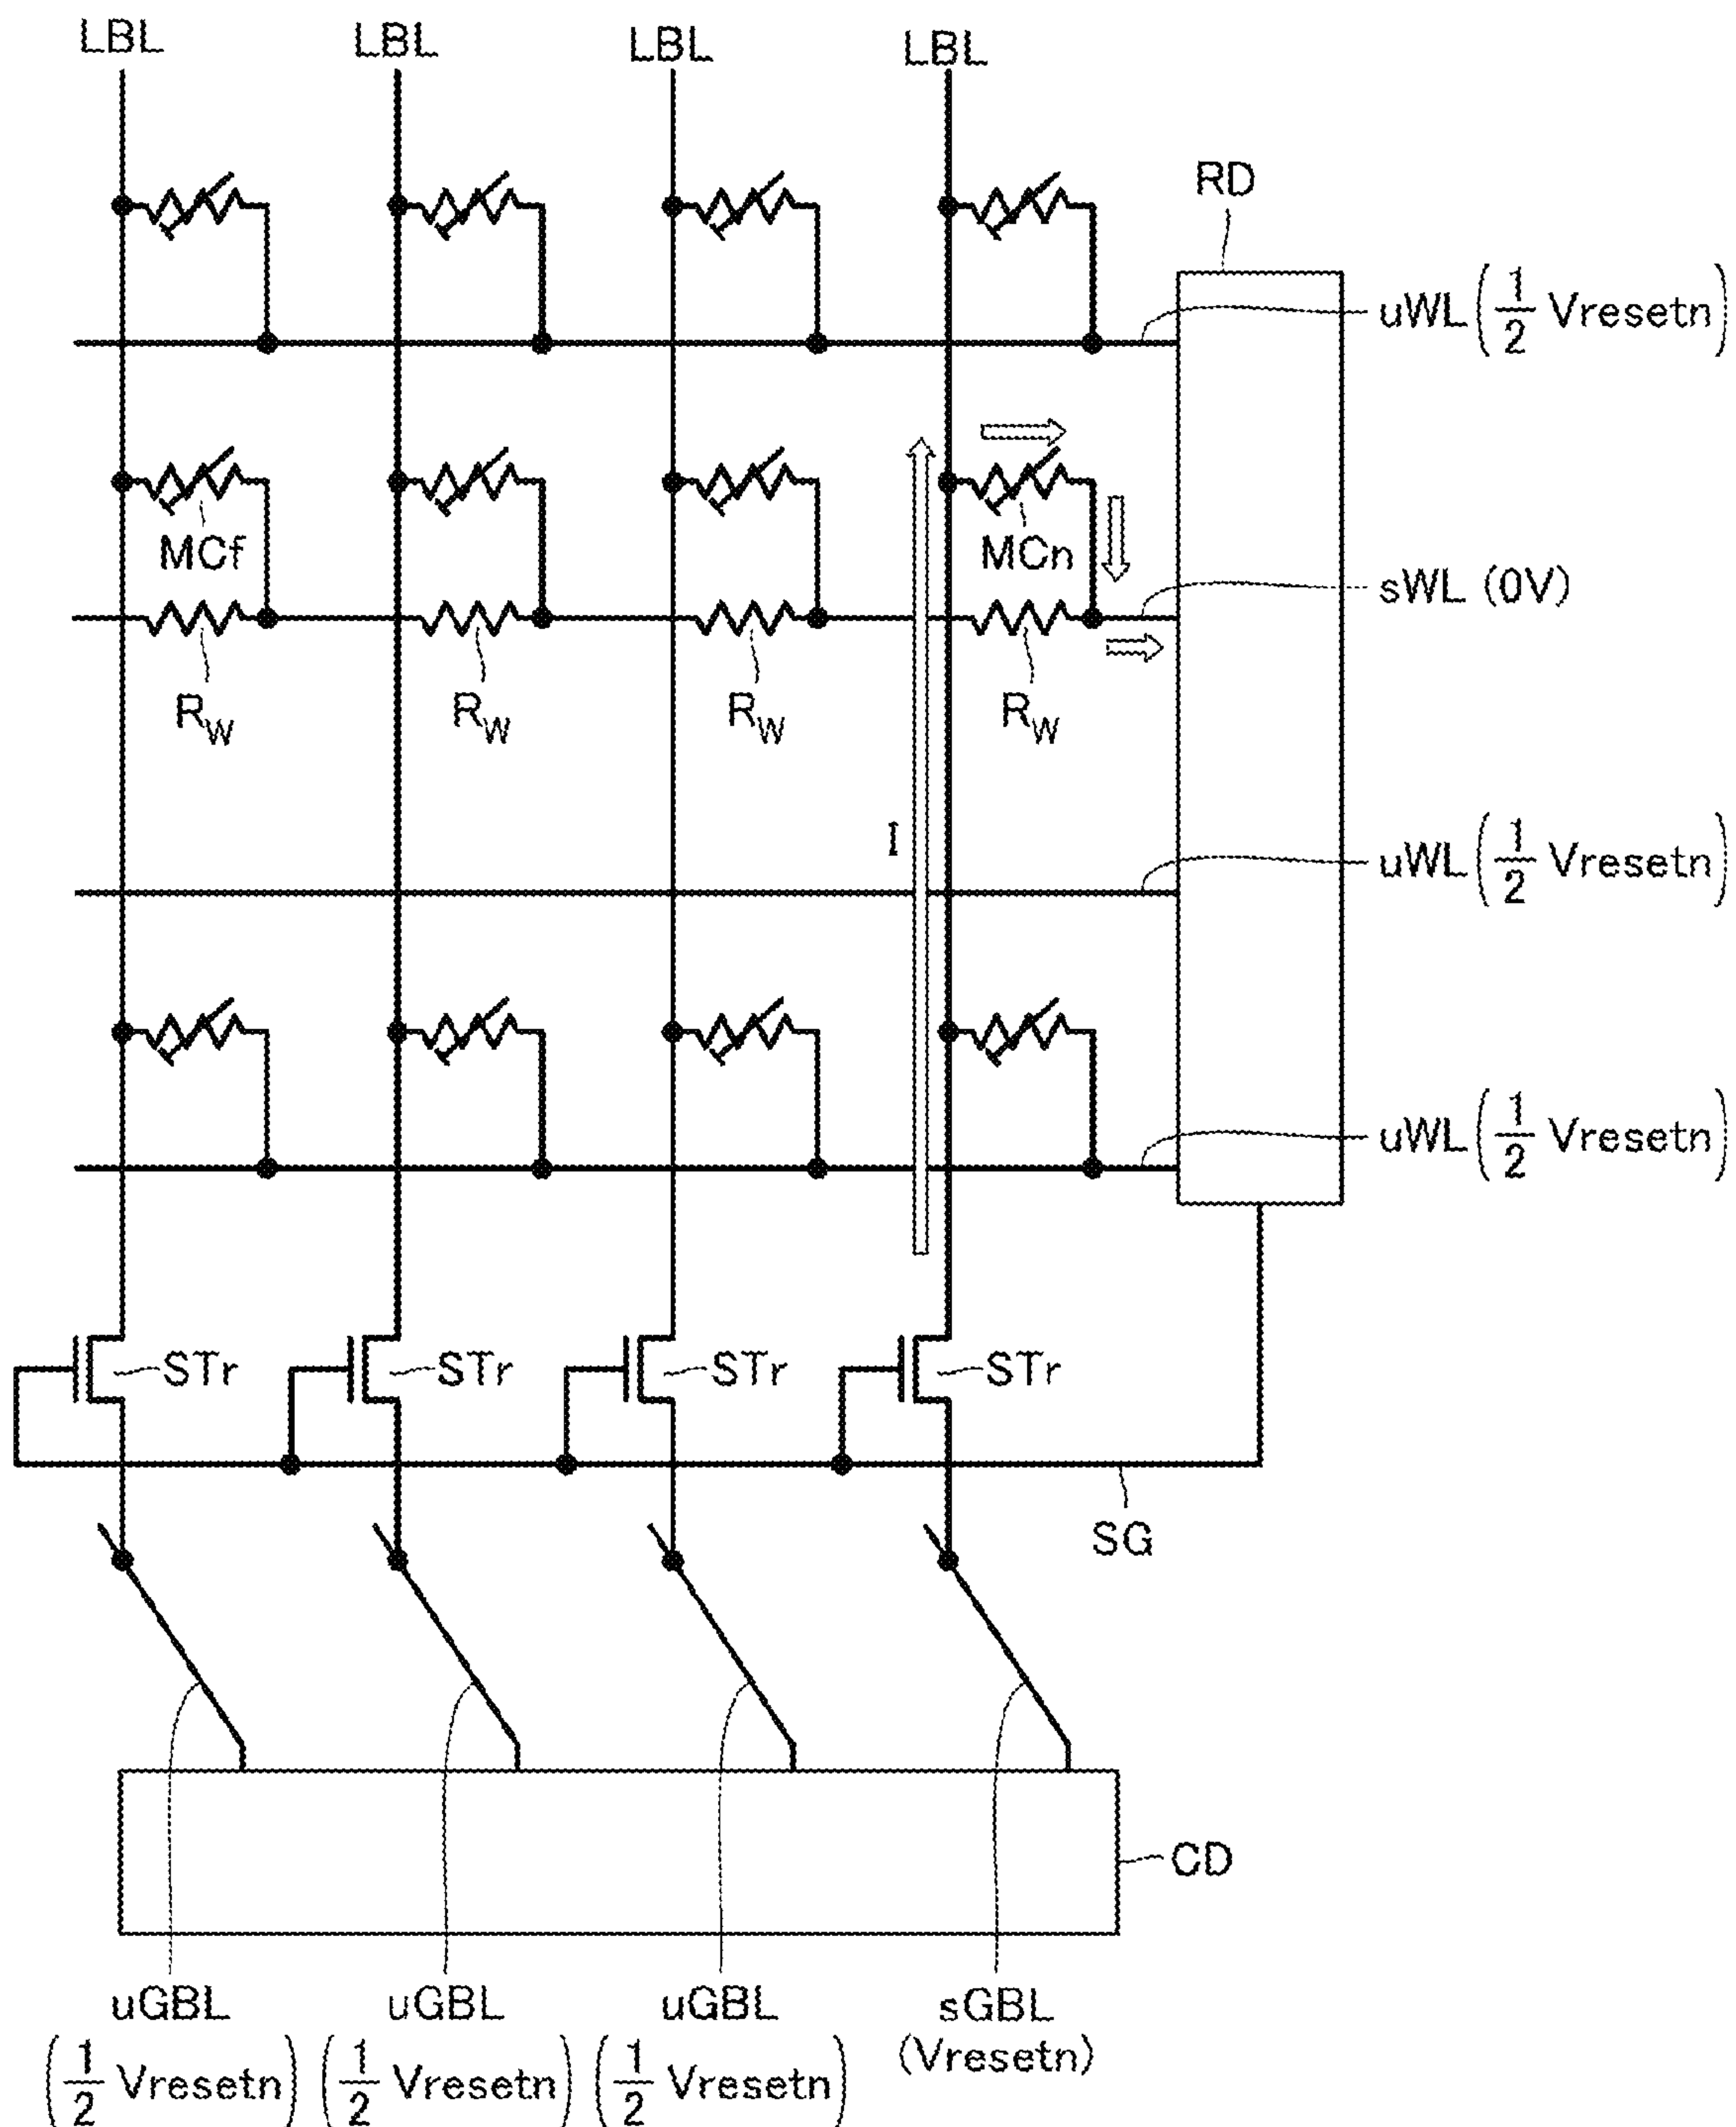 LBL LBL LBL LBL
RD
uWL(1/2 Vresetn)
MCf MCn
sWL (0V)
RW RW RW RW
I
uWL(1/2 Vresetn)
uWL(1/2 Vresetn)
STr STr STr STr
SG
CD
uGBL uGBL uGBL sGBL
(1/2 Vresetn) (1/2 Vresetn) (1/2 Vresetn) (Vresetn)